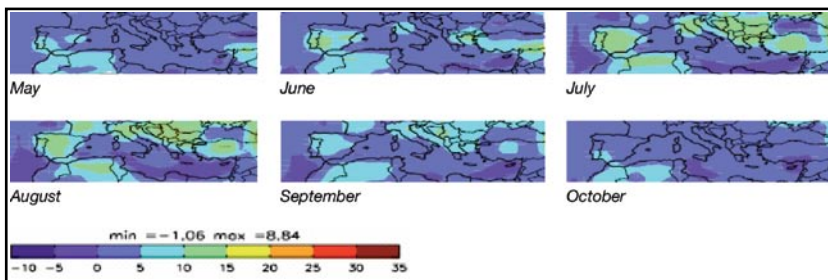 May June July
August September October
min =-1.06 max =8.84
-10 -5 0 5 10 15 20 25 30 35